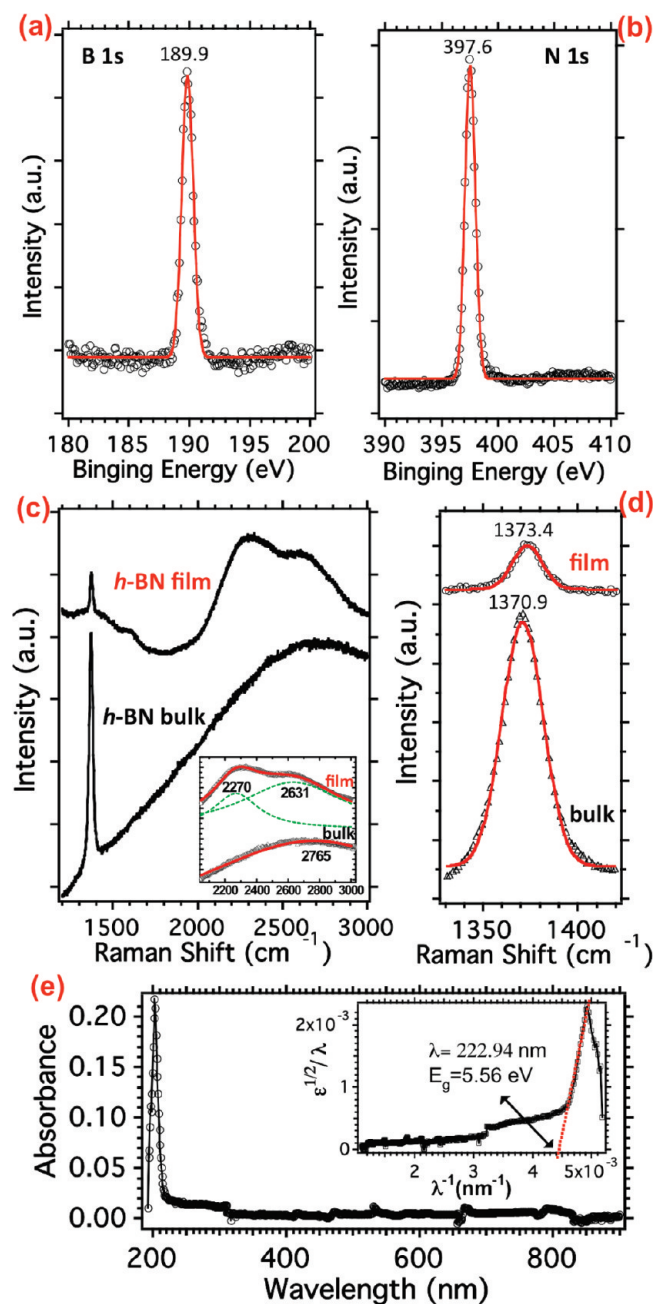 (a)
B 1s
189.9
Intensity (a.u.)
180 185 190 195 200
Binging Energy (eV)
(b)
N 1s
397.6
Intensity (a.u.)
390 395 400 405 410
Binging Energy (eV)
(c)
h-BN film
h-BN bulk
Intensity (a.u.)
1500 2000 2500 3000
Raman Shift (cm⁻¹)
2270
film
2631
bulk
2765
2200 2400 2600 2800 3000
(d)
1373.4
film
1370.9
bulk
Intensity (a.u.)
1350 1400
Raman Shift (cm⁻¹)
(e)
Absorbance
0.20
0.15
0.10
0.05
0.00
200 400 600 800
Wavelength (nm)
2x10⁻³
1
0
ε^1/2/λ
λ= 222.94 nm
E_g=5.56 eV
2 3 4 5x10⁻³
λ⁻¹(nm⁻¹)